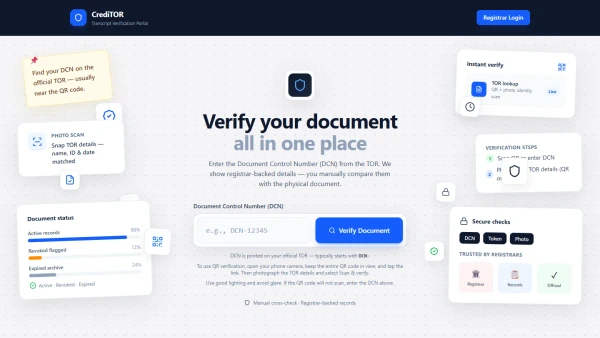 CrediTOR
Transcript Verification Portal
Registrar Login
Find your DCN on the
official TOR — usually
near the QR code.
PHOTO SCAN
Snap TOR details —
name, ID & date
matched
Document status
Active records
88%
Revoked flagged
12%
Expired archive
24%
Active · Revoked · Expired
Verify your document
all in one place
Enter the Document Control Number (DCN) from the TOR. We
show registrar-backed details — you manually compare them
with the physical document.
Document Control Number (DCN)
e.g., DCN-12345
Verify Document
DCN is printed on your official TOR — typically starts with DCN-
To use QR verification, open your phone camera, keep the entire QR code in view, and tap the
link. Then photograph the TOR details and select Scan & verify.
Use good lighting and avoid glare. If the QR code will not scan, enter the DCN above.
Manual cross-check · Registrar-backed records
Instant verify
TOR lookup
QR + photo identity
scan
Live
VERIFICATION STEPS
1
enter DCN
2
TOR details (QR
Secure checks
DCN
Token
Photo
TRUSTED BY REGISTRARS
Registrar
Records
Official